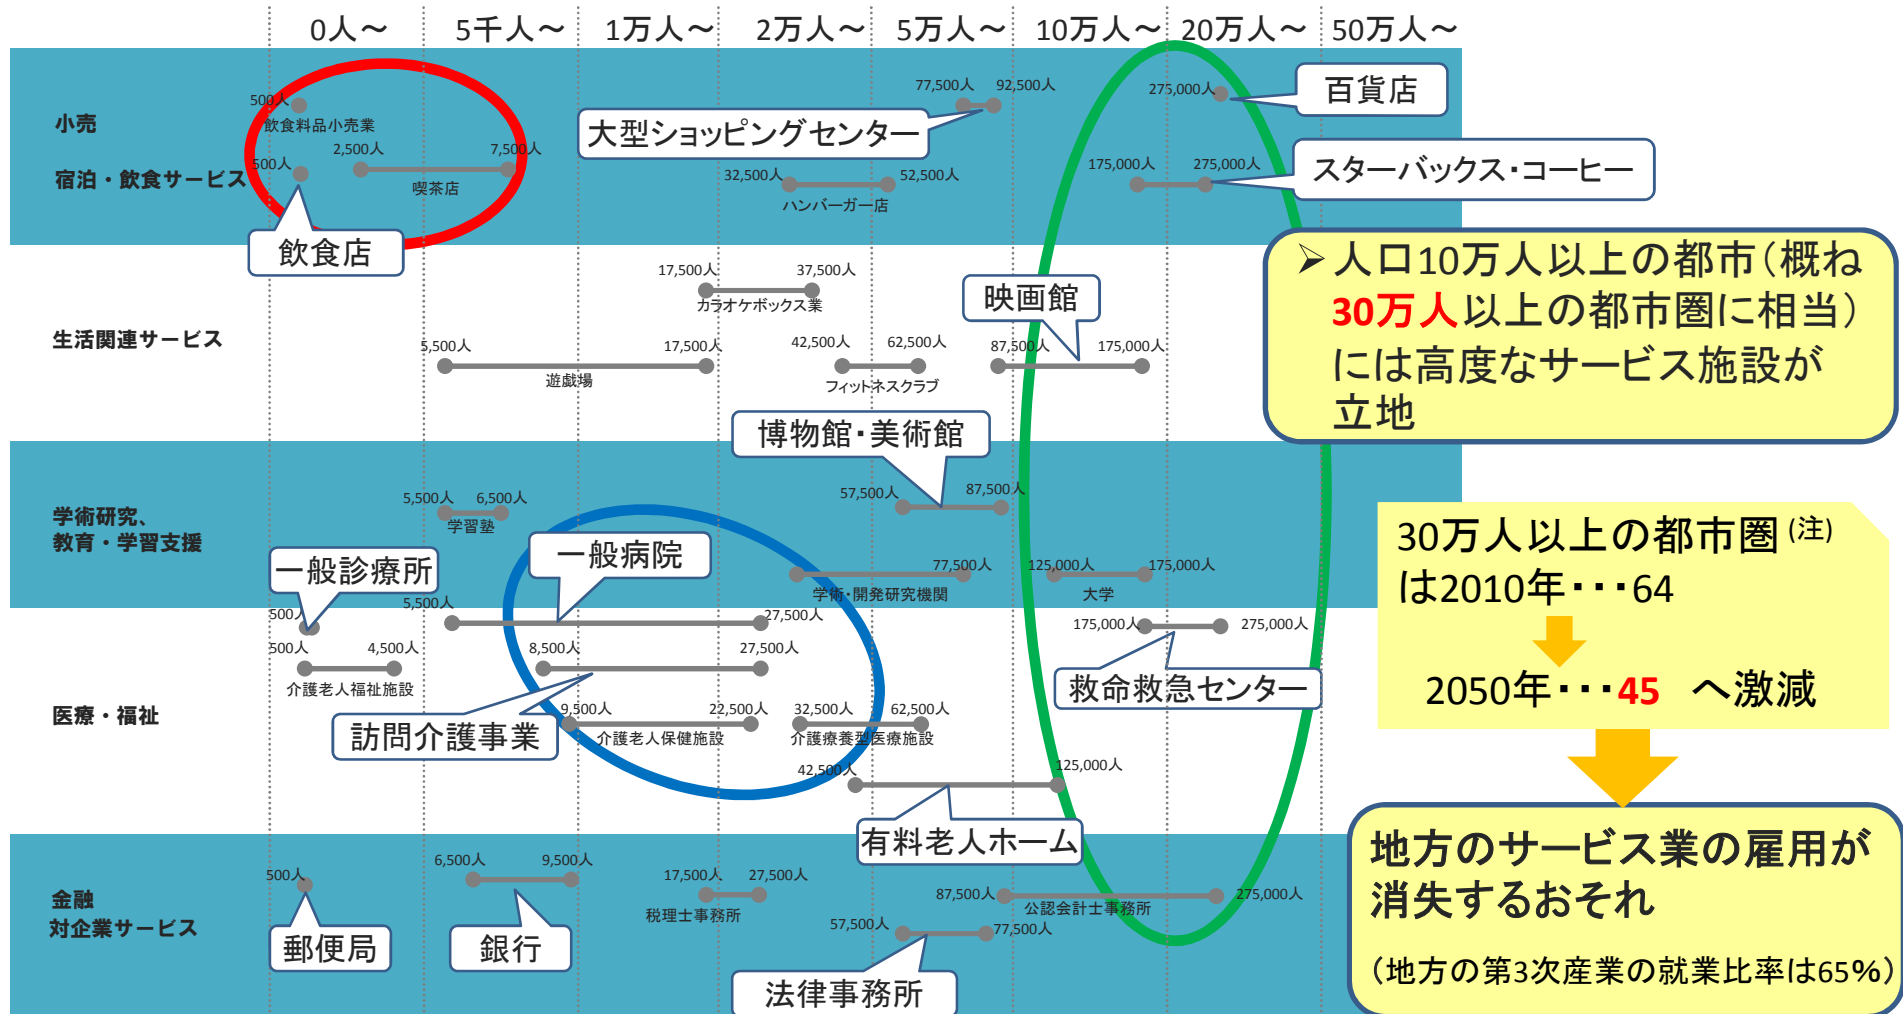 0人～
5千人～
1万人～
2万人～
5万人～
10万人～
20万人～
50万人～
小売
宿泊・飲食サービス
500人
飲食料品小売業
2,500人
7,500人
500人
喫茶店
飲食店
77,500人
92,500人
大型ショッピングセンター
32,500人
52,500人
ハンバーガー店
275,000人
百貨店
175,000人
275,000人
スターバックス・コーヒー
生活関連サービス
17,500人
37,500人
カラオケボックス業
5,500人
17,500人
遊戯場
42,500人
62,500人
フィットネスクラブ
映画館
87,500人
175,000人
➢人口10万人以上の都市（概ね
30万人以上の都市圏に相当）
には高度なサービス施設が
立地
学術研究、
教育・学習支援
5,500人
6,500人
学習塾
博物館・美術館
57,500人
87,500人
77,500人
学術・開発研究機関
125,000人
175,000人
大学
医療・福祉
一般診療所
500人
500人
4,500人
介護老人福祉施設
一般病院
5,500人
27,500人
8,500人
27,500人
訪問介護事業
9,500人
22,500人
介護老人保健施設
32,500人
62,500人
介護療養型医療施設
175,000人
275,000人
救命救急センター
42,500人
125,000人
有料老人ホーム
金融
対企業サービス
500人
郵便局
6,500人
9,500人
銀行
17,500人
27,500人
税理士事務所
87,500人
275,000人
公認会計士事務所
57,500人
77,500人
法律事務所
30万人以上の都市圏(注)
は2010年・・・64
2050年・・・45 へ激減
地方のサービス業の雇用が
消失するおそれ
（地方の第3次産業の就業比率は65%）